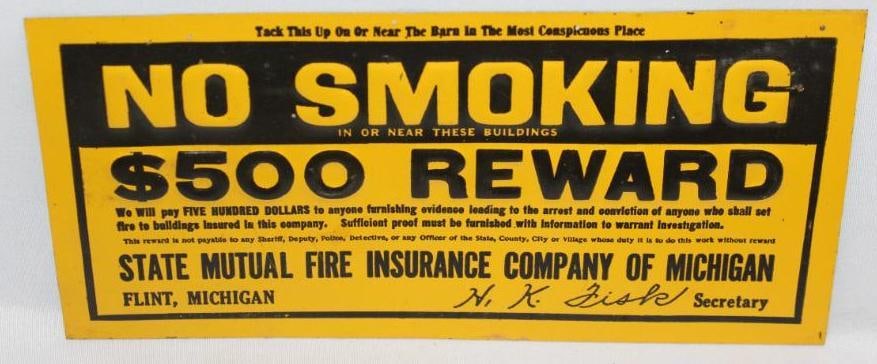 Tack This Up On Or Near The Barn In The Most Conspicuous Place
NO SMOKING
IN OR NEAR THESE BUILDINGS
$500 REWARD
We Will pay FIVE HUNDRED DOLLARS to anyone furnishing evidence leading to the arrest and conviction of anyone who shall set
fire to buildings insured in this company. Sufficient proof must be furnished with information to warrant investigation.
This reward is not payable to any Sheriff, Deputy, Police, Detective, or any Officer of the State, County, City or Village whose duty it is to do this work without reward
STATE MUTUAL FIRE INSURANCE COMPANY OF MICHIGAN
FLINT, MICHIGAN H. K. Fisk Secretary